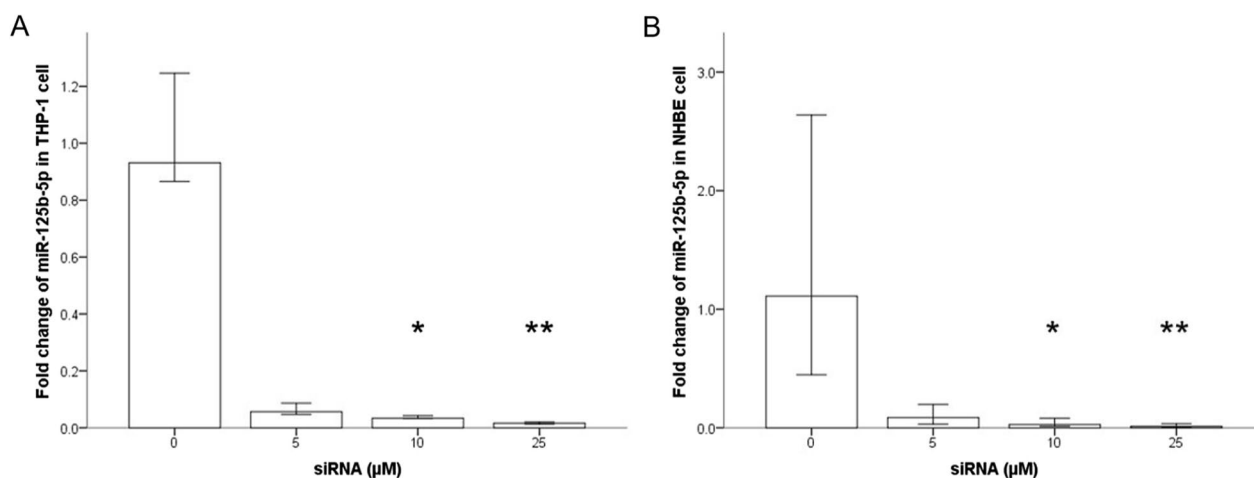 A
Fold change of miR-125b-5p in THP-1 cell
1.2
1.0
0.8
0.6
0.4
0.2
0.0
* **
0 5 10 25
siRNA (µM)
B
Fold change of miR-125b-5p in NHBE cell
3.0
2.0
1.0
0.0
* **
0 5 10 25
siRNA (µM)